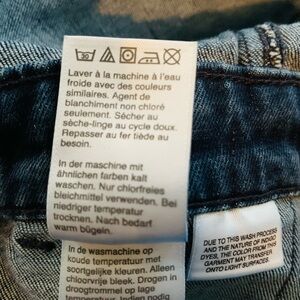 Laver à la machine à l'eau
froide avec des couleurs
similaires. Agent de
blanchiment non chloré
seulement. Sécher au
sèche-linge au cycle doux.
Repasser au fer tiède au
besoin.
In der maschine mit
ähnlichen farben kalt
waschen. Nur chlorfreies
bleichmittel verwenden. Bei
niedriger temperatur
trocknen. Nach bedarf
warm bügeln.
In de wasmachine op
koude temperatuur met
soortgelijke kleuren. Alleen
chloorvrije bleek. Drogen in
droogtrommel op lage
temperatuur. Indien nodig
DUE TO THIS WASH PROCESS
AND THE NATURE OF INDIGO
DYES, THE COLOR FROM THIS
GARMENT MAY TRANSFER
ONTO LIGHT SURFACES.